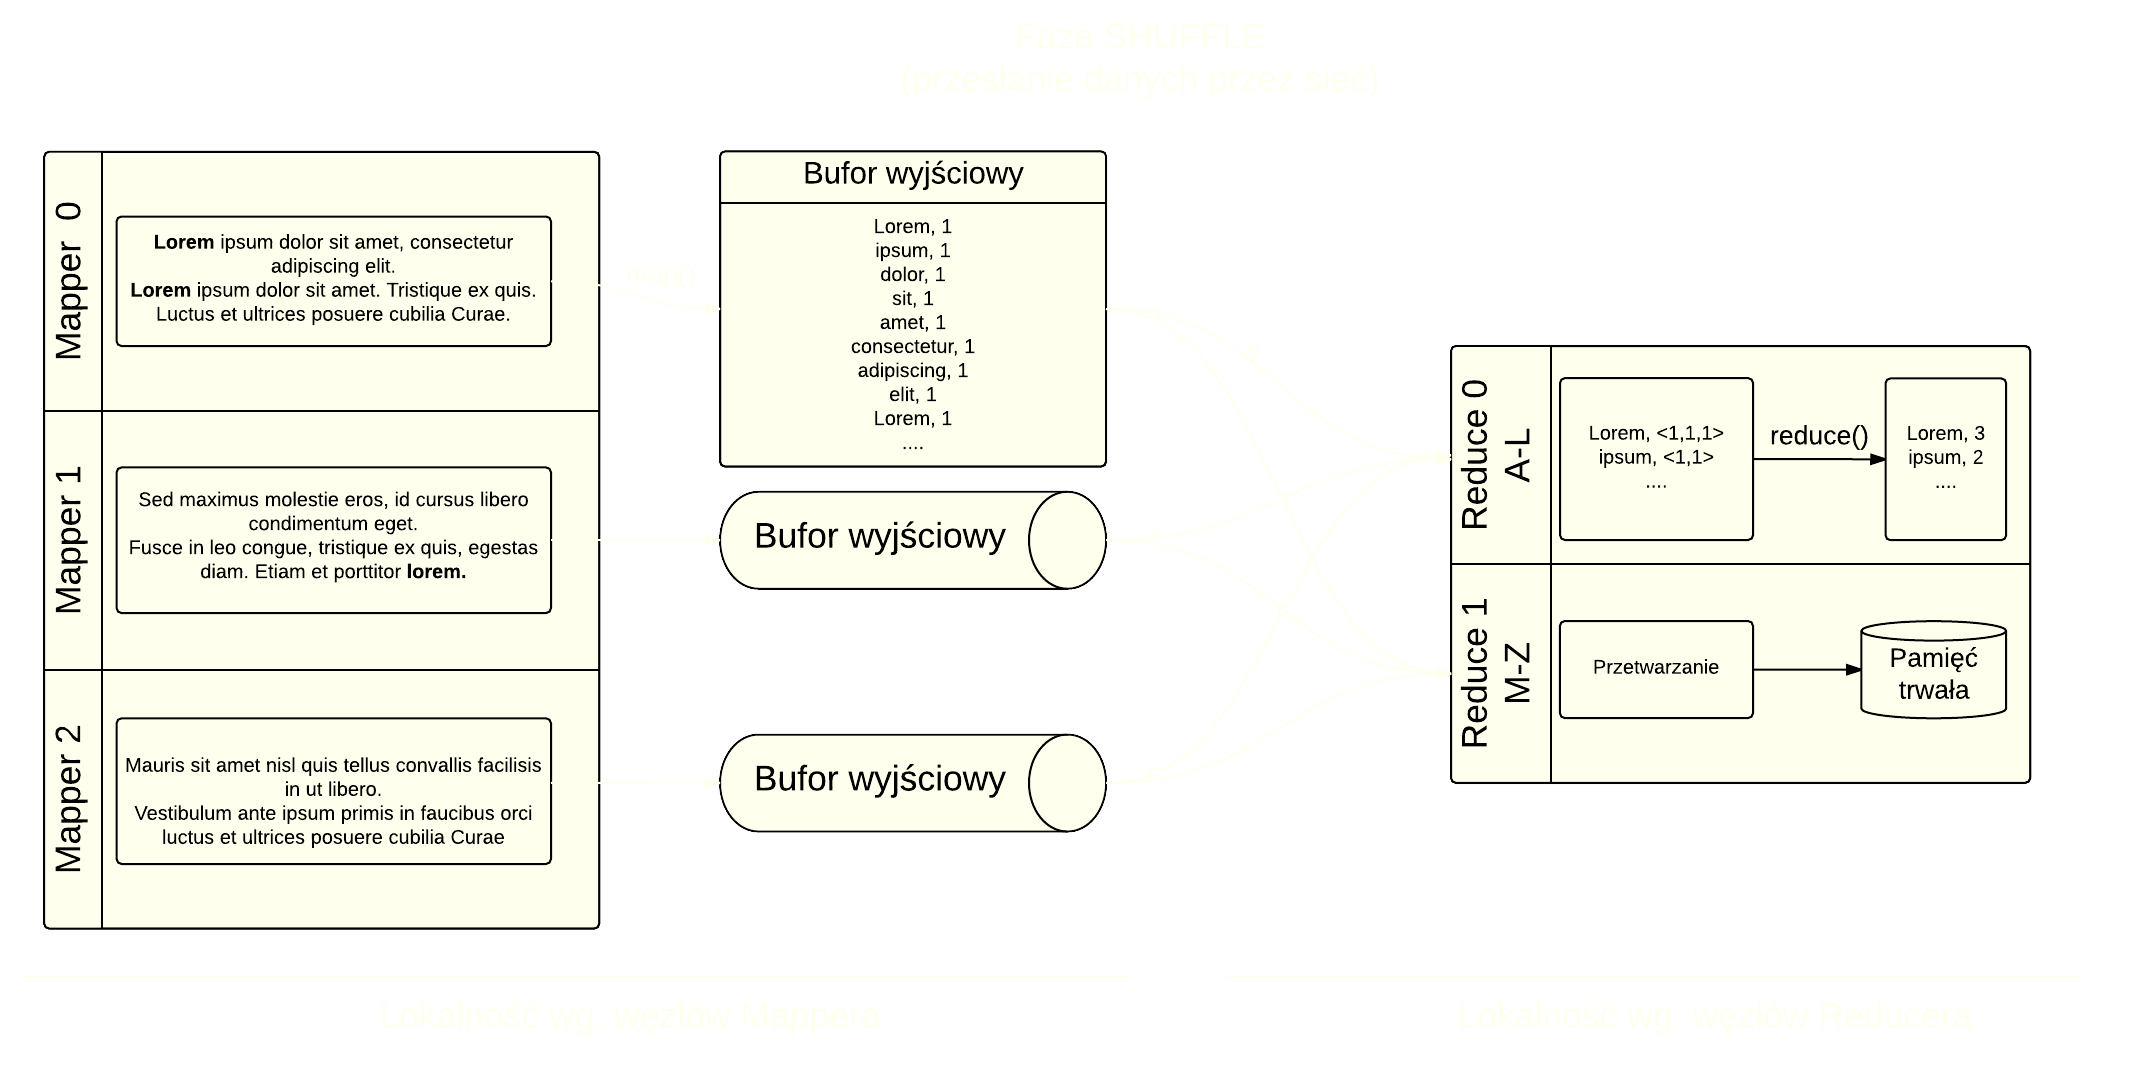 Faza SHUFFLE
(przesłanie danych przez sieć)
Mapper 0
Lorem ipsum dolor sit amet, consectetur
adipiscing elit.
Lorem ipsum dolor sit amet. Tristique ex quis.
Luctus et ultrices posuere cubilia Curae.
map()
Mapper 1
Sed maximus molestie eros, id cursus libero
condimentum eget.
Fusce in leo congue, tristique ex quis, egestas
diam. Etiam et porttitor lorem.
Mapper 2
Mauris sit amet nisl quis tellus convallis facilisis
in ut libero.
Vestibulum ante ipsum primis in faucibus orci
luctus et ultrices posuere cubilia Curae
Bufor wyjściowy
Lorem, 1
ipsum, 1
dolor, 1
sit, 1
amet, 1
consectetur, 1
adipiscing, 1
elit, 1
Lorem, 1
....
Bufor wyjściowy
Bufor wyjściowy
Reduce 0
A-L
Lorem, <1,1,1>
ipsum, <1,1>
....
reduce()
Lorem, 3
ipsum, 2
....
Reduce 1
M-Z
Przetwarzanie
Pamięć
trwała
Lokalność wg. węzłów Mappera
Lokalność wg. węzłów Reducera